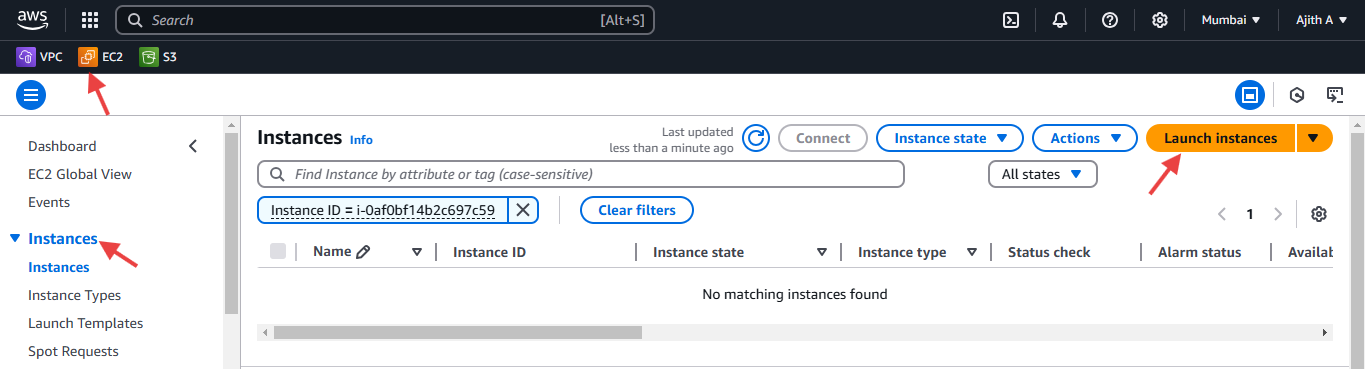 aws Search [Alt+S] Mumbai Ajith A
VPC EC2 S3
Dashboard
EC2 Global View
Events
Instances
Instances
Instance Types
Launch Templates
Spot Requests
Instances Info Last updated less than a minute ago Connect Instance state Actions Launch instances
Find Instance by attribute or tag (case-sensitive) All states
Instance ID = i-0af0bf14b2c697c59 Clear filters
1
Name Instance ID Instance state Instance type Status check Alarm status Availab
No matching instances found